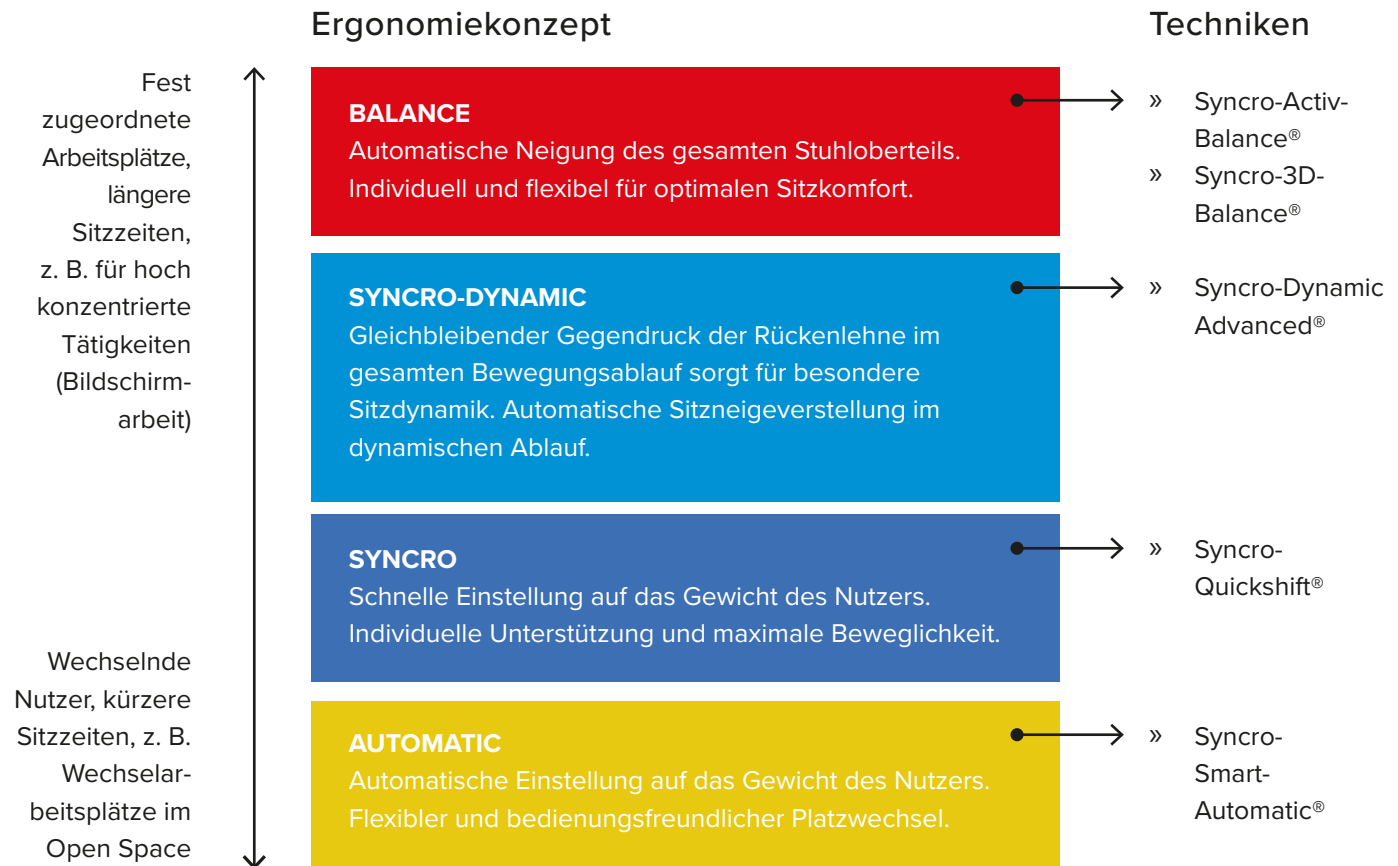 Ergonomiekonzept
Techniken
Fest
zugeordnete
Arbeitsplätze,
längere
Sitzzeiten,
z. B. für hoch
konzentrierte
Tätigkeiten
(Bildschirm-
arbeit)
Wechselnde
Nutzer, kürzere
Sitzzeiten, z. B.
Wechselar-
beitsplätze im
Open Space
BALANCE
Automatische Neigung des gesamten Stuhloberteils.
Individuell und flexibel für optimalen Sitzkomfort.
» Syncro-Activ-
Balance®
» Syncro-3D-
Balance®
SYNCRO-DYNAMIC
Gleichbleibender Gegendruck der Rückenlehne im
gesamten Bewegungsablauf sorgt für besondere
Sitzdynamik. Automatische Sitzneigeverstellung im
dynamischen Ablauf.
» Syncro-Dynamic
Advanced®
SYNCRO
Schnelle Einstellung auf das Gewicht des Nutzers.
Individuelle Unterstützung und maximale Beweglichkeit.
» Syncro-
Quickshift®
AUTOMATIC
Automatische Einstellung auf das Gewicht des Nutzers.
Flexibler und bedienungsfreundlicher Platzwechsel.
» Syncro-
Smart-
Automatic®